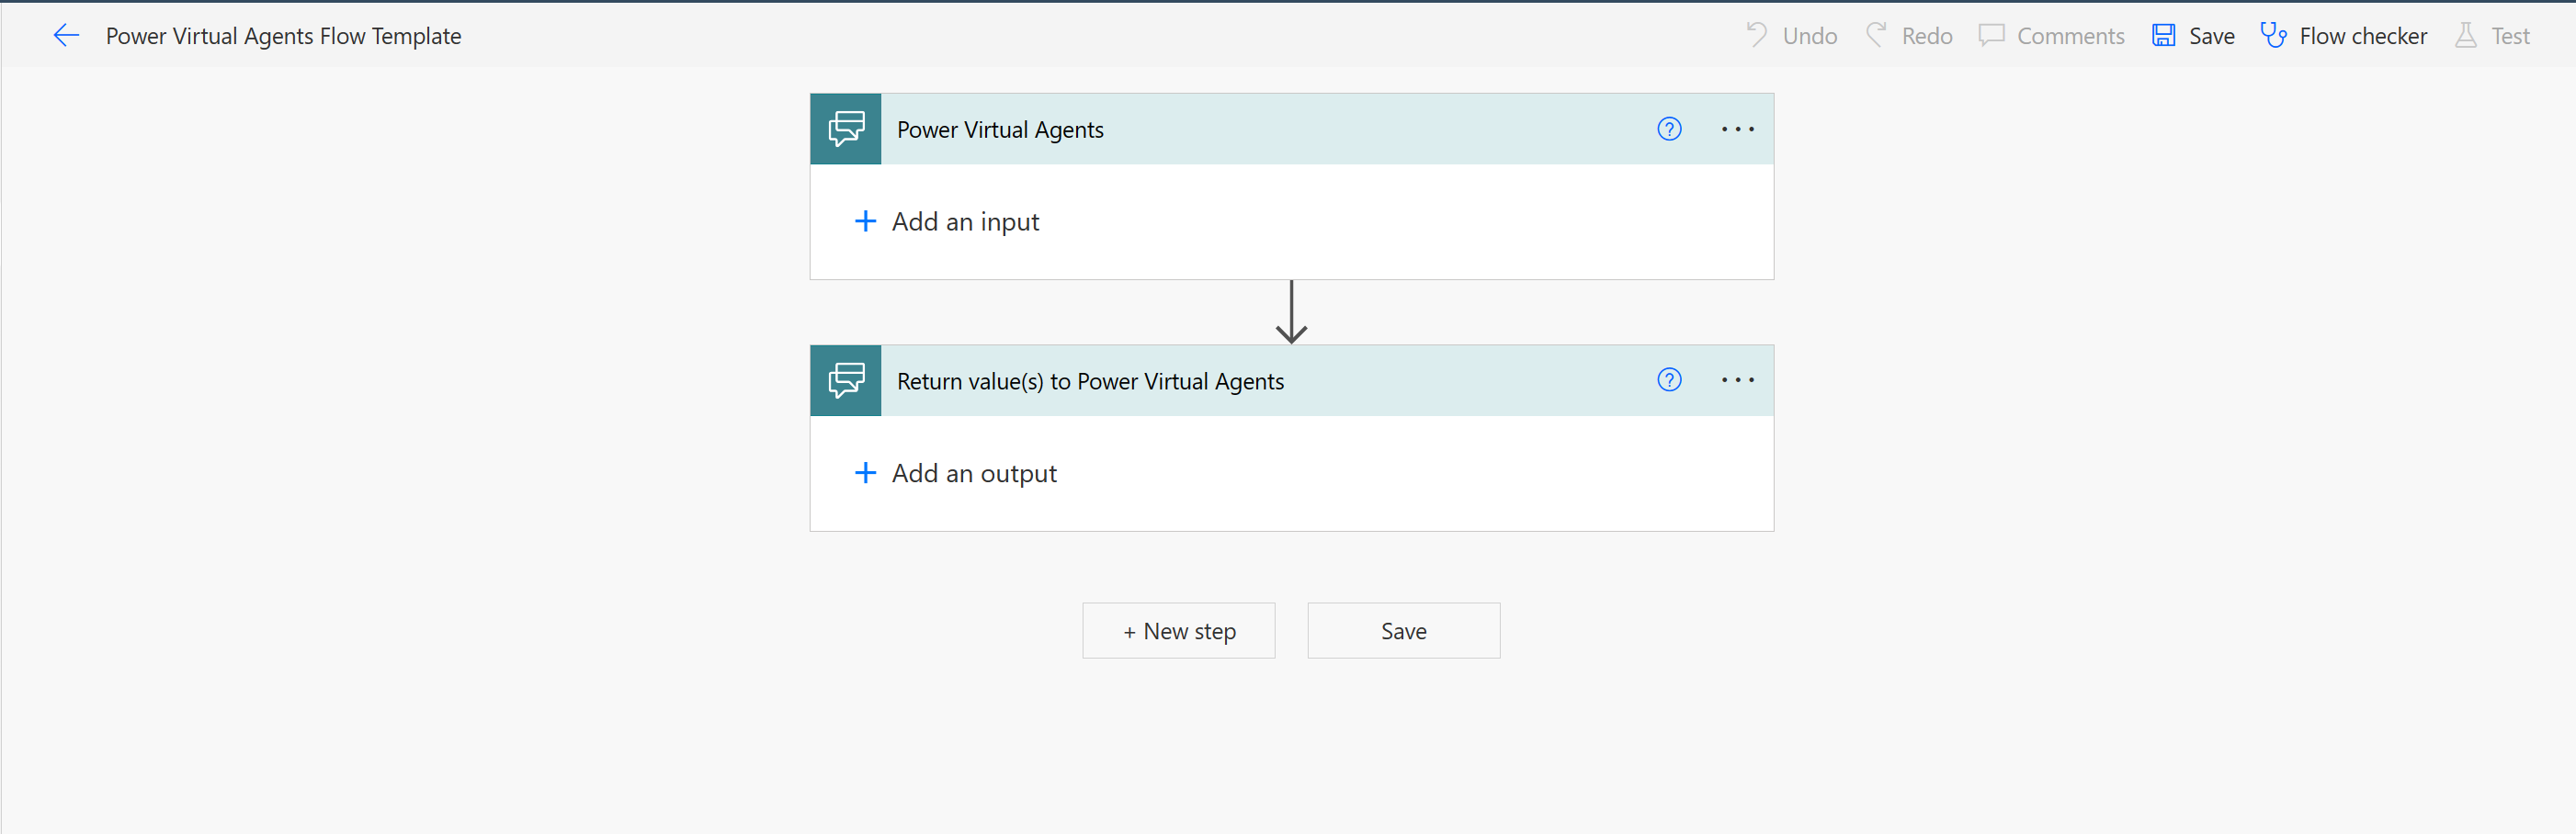 Power Virtual Agents Flow Template
Undo Redo Comments Save Flow checker Test
Power Virtual Agents ? ...
+ Add an input
Return value(s) to Power Virtual Agents ? ...
+ Add an output
+ New step Save